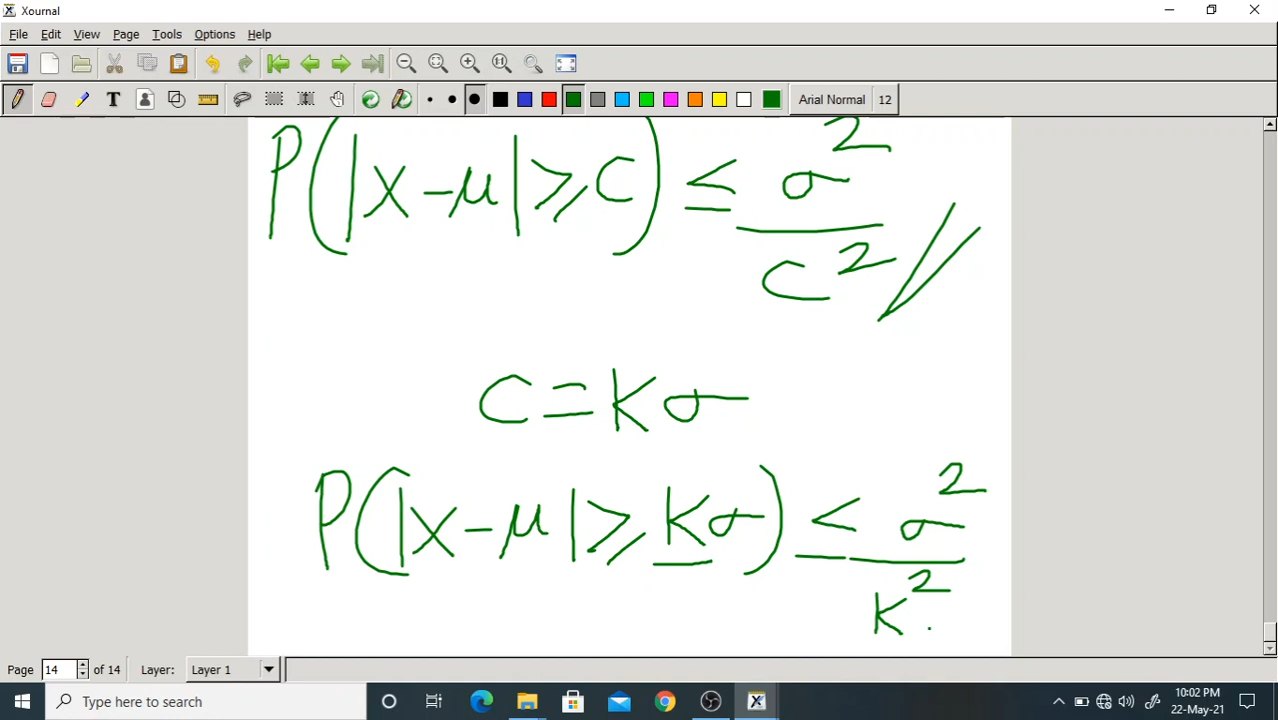 Xournal
File Edit View Page Tools Options Help
T Arial Normal 12
P(|X-μ|≥C) ≤ σ²/C²
C=Kσ
P(|X-μ|≥Kσ) ≤ σ²/K²
Page 14 of 14 Layer: Layer 1
Type here to search
10:02 PM
22-May-21